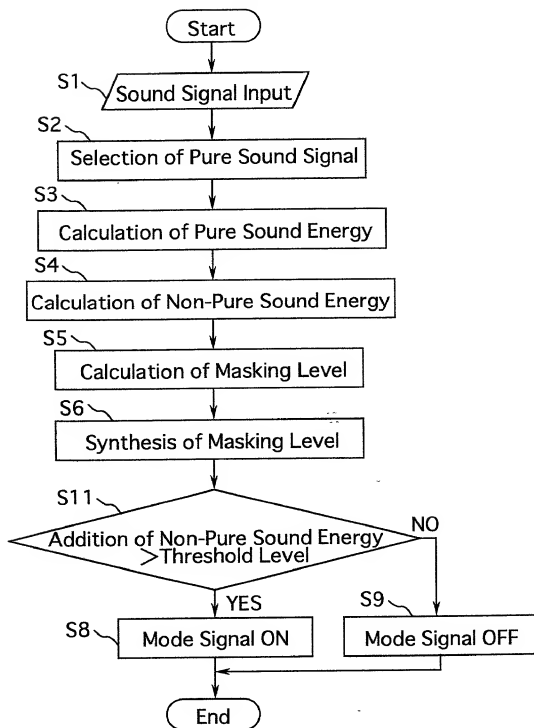 Start
S1
Sound Signal Input
S2
Selection of Pure Sound Signal
S3
Calculation of Pure Sound Energy
S4
Calculation of Non-Pure Sound Energy
S5
Calculation of Masking Level
S6
Synthesis of Masking Level
S11
Addition of Non-Pure Sound Energy
>Threshold Level
NO
YES
S8
Mode Signal ON
S9
Mode Signal OFF
End